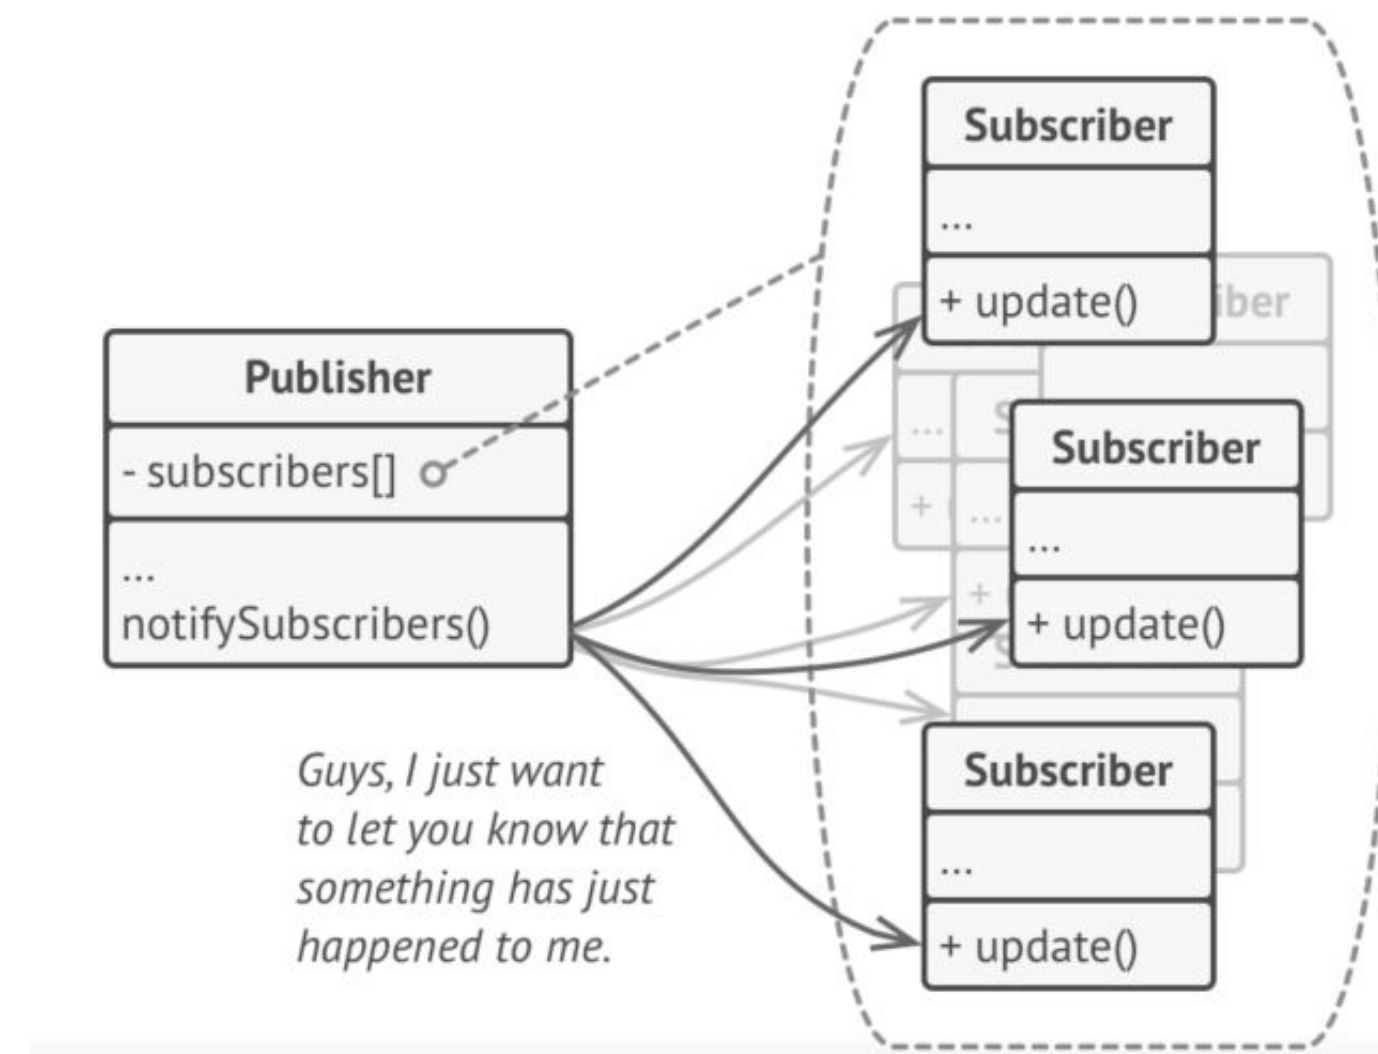 Publisher
- subscribers[]
...
notifySubscribers()
Guys, I just want
to let you know that
something has just
happened to me.
Subscriber
...
+ update()
iber
...
+
S
...
+
Subscriber
...
+ update()
S
Subscriber
...
+ update()